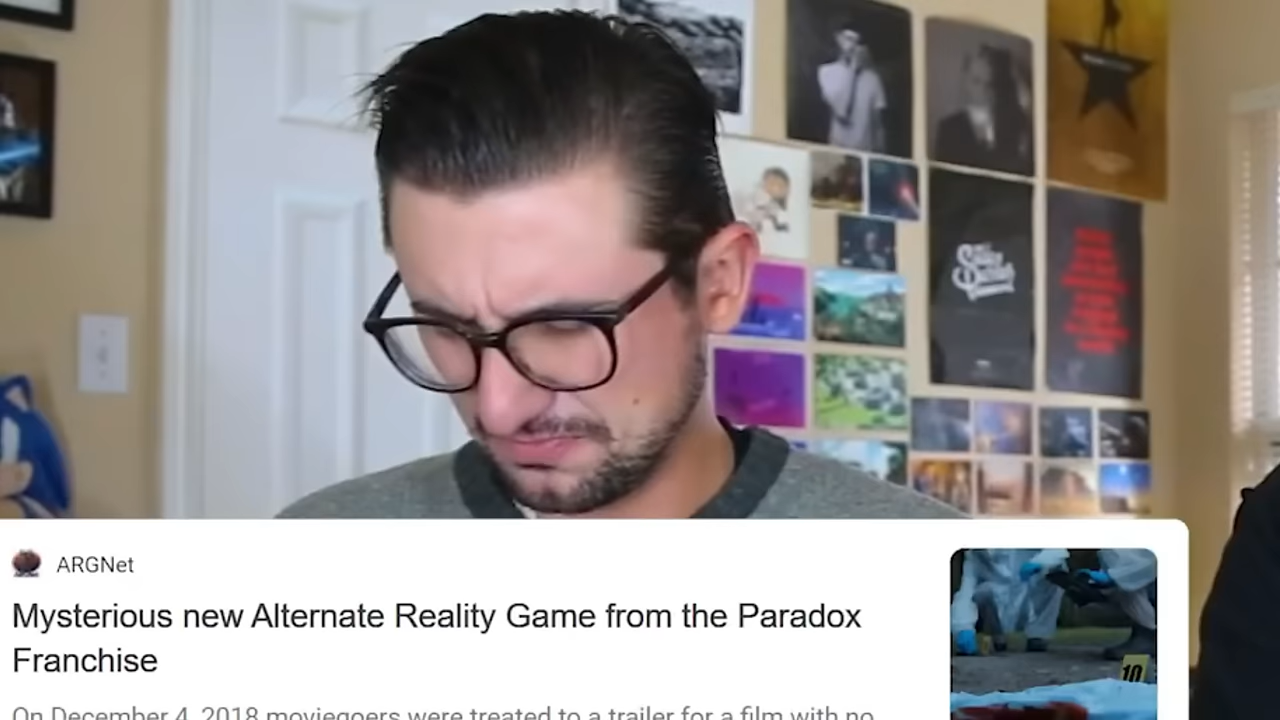 ARGNet
Mysterious new Alternate Reality Game from the Paradox
Franchise
On December 4, 2018 moviegoers were treated to a trailer for a film with no
10